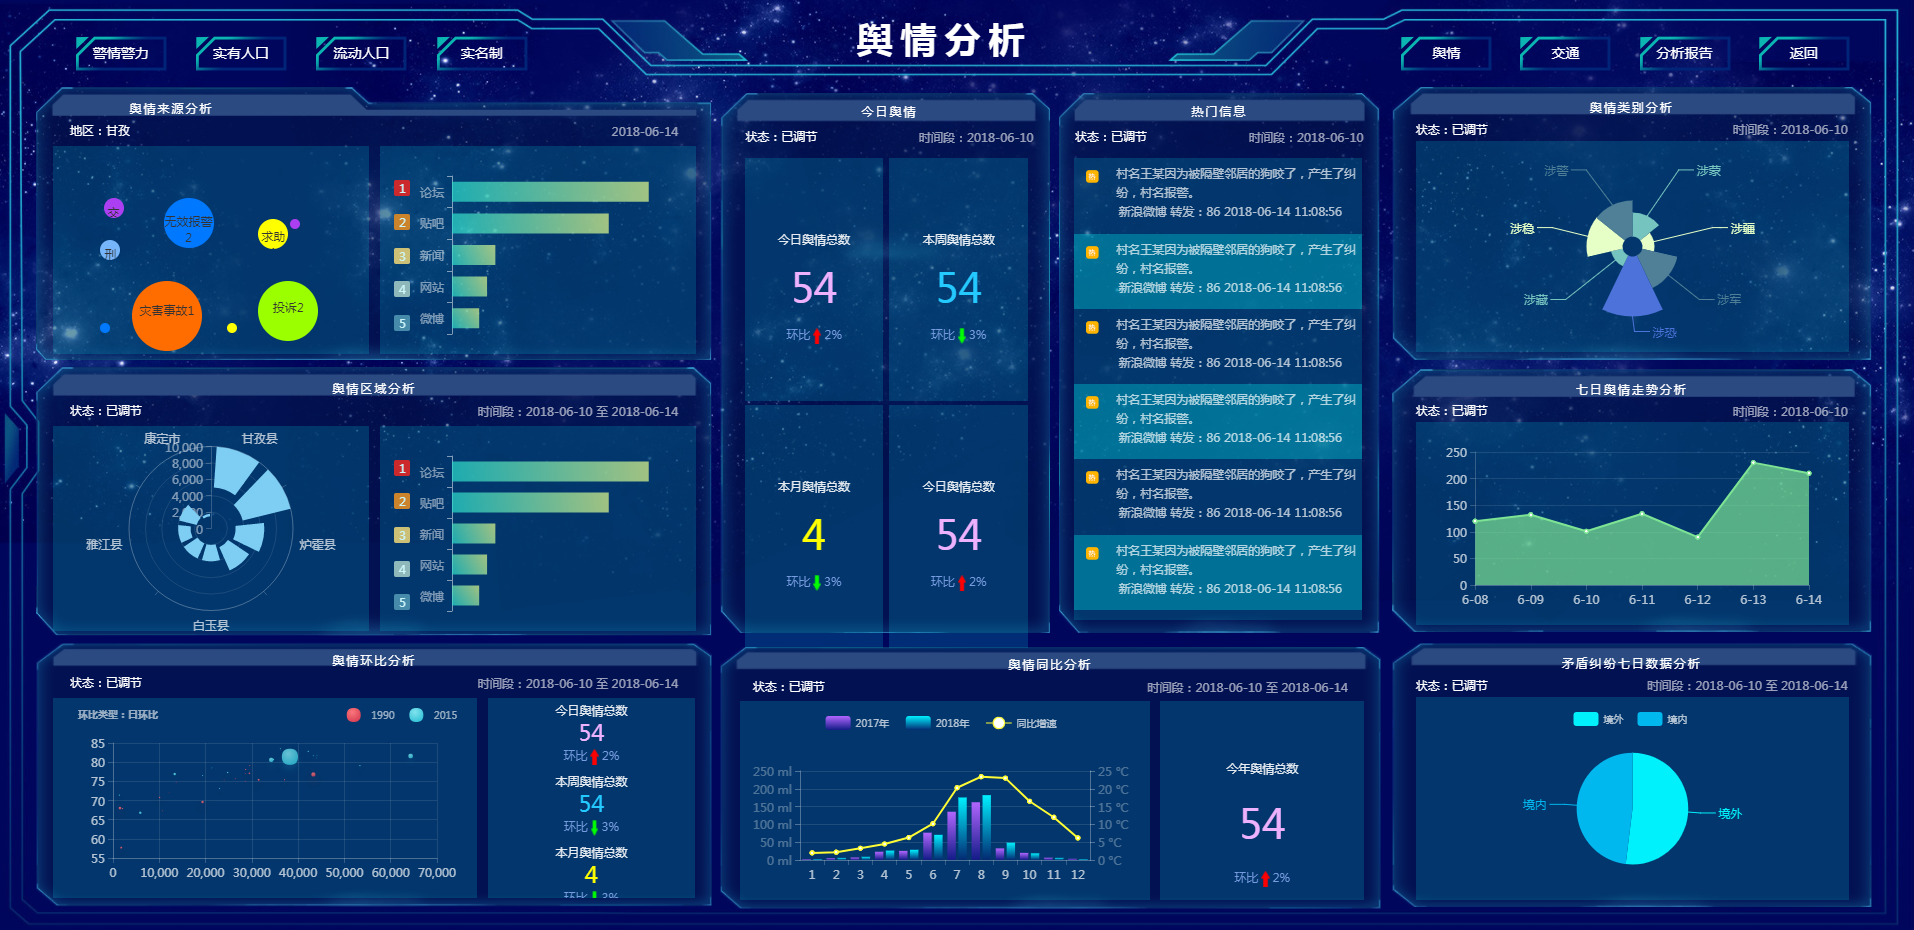 舆情分析
警情警力
实有人口
流动人口
实名制
舆情
交通
分析报告
返回
舆情来源分析
地区：甘孜
2018-06-14
交
无效报警
2
求助
刑
灾害事故1
投诉2
1 论坛
2 贴吧
3 新闻
4 网站
5 微博
舆情区域分析
状态：已调节
时间段：2018-06-10 至 2018-06-14
康定市
甘孜县
10,000
8,000
6,000
4,000
2,000
0
雅江县
炉霍县
白玉县
1 论坛
2 贴吧
3 新闻
4 网站
5 微博
舆情环比分析
状态：已调节
时间段：2018-06-10 至 2018-06-14
环比类型：日环比
1990
2015
85
80
75
70
65
60
55
0 10,000 20,000 30,000 40,000 50,000 60,000 70,000
今日舆情总数
54
环比 2%
本周舆情总数
54
环比 3%
本月舆情总数
4
环比 3%
今日舆情
状态：已调节
时间段：2018-06-10
今日舆情总数
54
环比 2%
本周舆情总数
54
环比 3%
本月舆情总数
4
环比 3%
今日舆情总数
54
环比 2%
热门信息
状态：已调节
时间段：2018-06-10
热 村名王某因为被隔壁邻居的狗咬了，产生了纠
纷，村名报警。
新浪微博 转发：86 2018-06-14 11:08:56
热 村名王某因为被隔壁邻居的狗咬了，产生了纠
纷，村名报警。
新浪微博 转发：86 2018-06-14 11:08:56
热 村名王某因为被隔壁邻居的狗咬了，产生了纠
纷，村名报警。
新浪微博 转发：86 2018-06-14 11:08:56
热 村名王某因为被隔壁邻居的狗咬了，产生了纠
纷，村名报警。
新浪微博 转发：86 2018-06-14 11:08:56
热 村名王某因为被隔壁邻居的狗咬了，产生了纠
纷，村名报警。
新浪微博 转发：86 2018-06-14 11:08:56
热 村名王某因为被隔壁邻居的狗咬了，产生了纠
纷，村名报警。
新浪微博 转发：86 2018-06-14 11:08:56
舆情同比分析
状态：已调节
时间段：2018-06-10 至 2018-06-14
2017年
2018年
同比增速
250 ml
200 ml
150 ml
100 ml
50 ml
0 ml
25 °C
20 °C
15 °C
10 °C
5 °C
0 °C
1 2 3 4 5 6 7 8 9 10 11 12
今年舆情总数
54
环比 2%
舆情类别分析
状态：已调节
时间段：2018-06-10
涉警
涉蒙
涉稳
涉疆
涉藏
涉军
涉恐
七日舆情走势分析
状态：已调节
时间段：2018-06-10
250
200
150
100
50
0
6-08 6-09 6-10 6-11 6-12 6-13 6-14
矛盾纠纷七日数据分析
状态：已调节
时间段：2018-06-10 至 2018-06-14
境外
境内
境内
境外